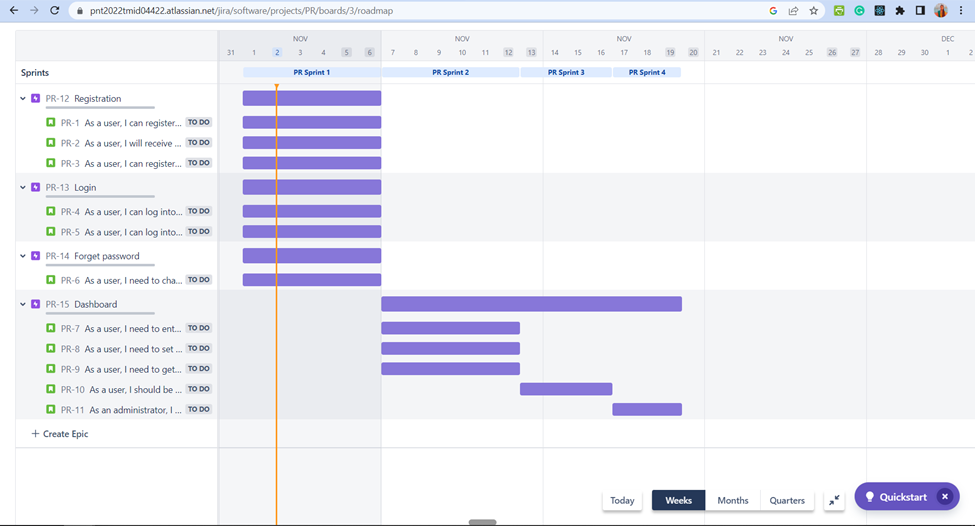 pnt2022tmid04422.atlassian.net/jira/software/projects/PR/boards/3/roadmap
NOV NOV NOV NOV DEC
31 1 2 3 4 5 6 7 8 9 10 11 12 13 14 15 16 17 18 19 20 21 22 23 24 25 26 27 28 29 30 1 2
Sprints PR Sprint 1 PR Sprint 2 PR Sprint 3 PR Sprint 4
PR-12 Registration
PR-1 As a user, I can register... TO DO
PR-2 As a user, I will receive ... TO DO
PR-3 As a user, I can register... TO DO
PR-13 Login
PR-4 As a user, I can log into... TO DO
PR-5 As a user, I can log into... TO DO
PR-14 Forget password
PR-6 As a user, I need to cha... TO DO
PR-15 Dashboard
PR-7 As a user, I need to ent... TO DO
PR-8 As a user, I need to set ... TO DO
PR-9 As a user, I need to get... TO DO
PR-10 As a user, I should be ... TO DO
PR-11 As an administrator, I ... TO DO
+ Create Epic
Today Weeks Months Quarters Quickstart